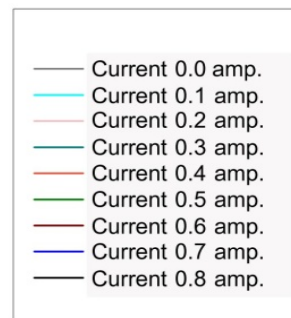 Current 0.0 amp.
Current 0.1 amp.
Current 0.2 amp.
Current 0.3 amp.
Current 0.4 amp.
Current 0.5 amp.
Current 0.6 amp.
Current 0.7 amp.
Current 0.8 amp.